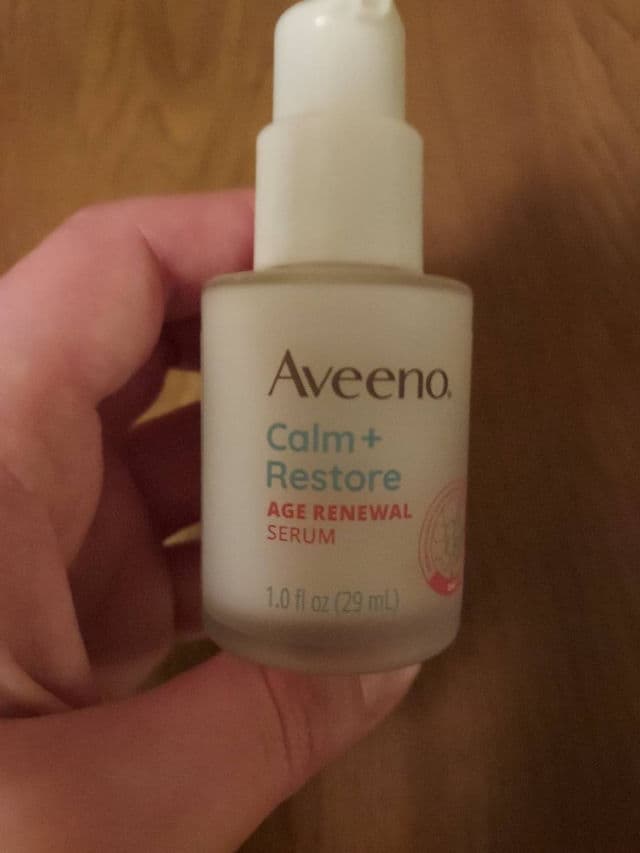 Aveeno.
Calm +
Restore
AGE RENEWAL
SERUM
1.0 fl oz (29 mL)